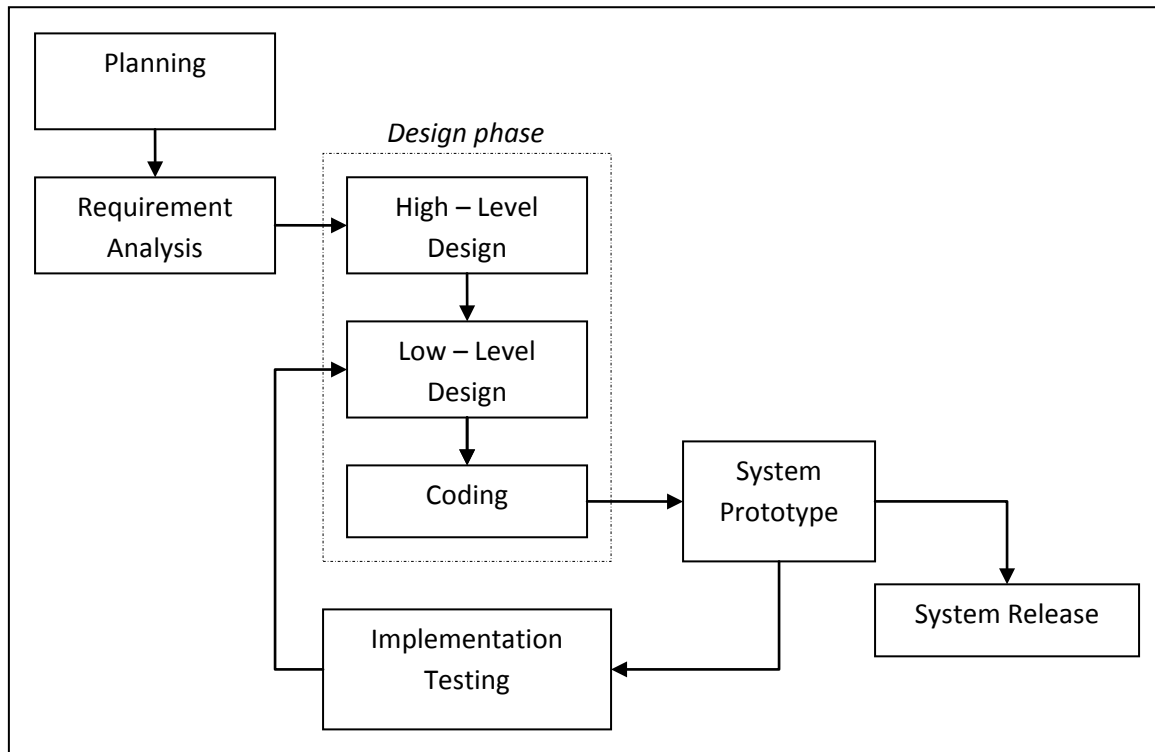 Planning
Design phase
Requirement
Analysis
High – Level
Design
Low – Level
Design
Coding
System
Prototype
System Release
Implementation
Testing